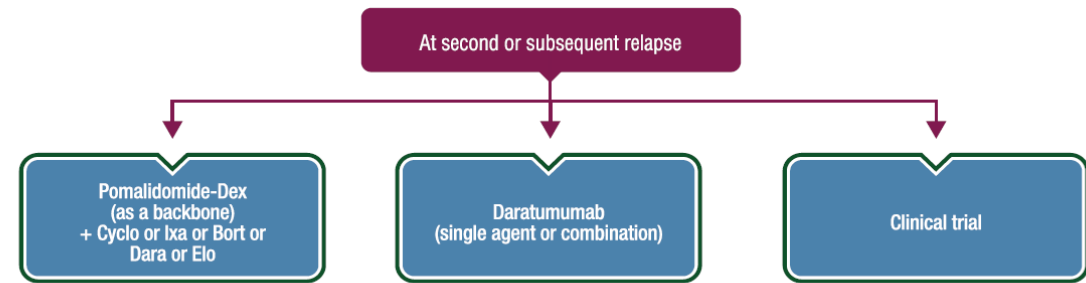 At second or subsequent relapse
Pomalidomide-Dex
(as a backbone)
+ Cyclo or Ixa or Bort or
Dara or Elo
Daratumumab
(single agent or combination)
Clinical trial